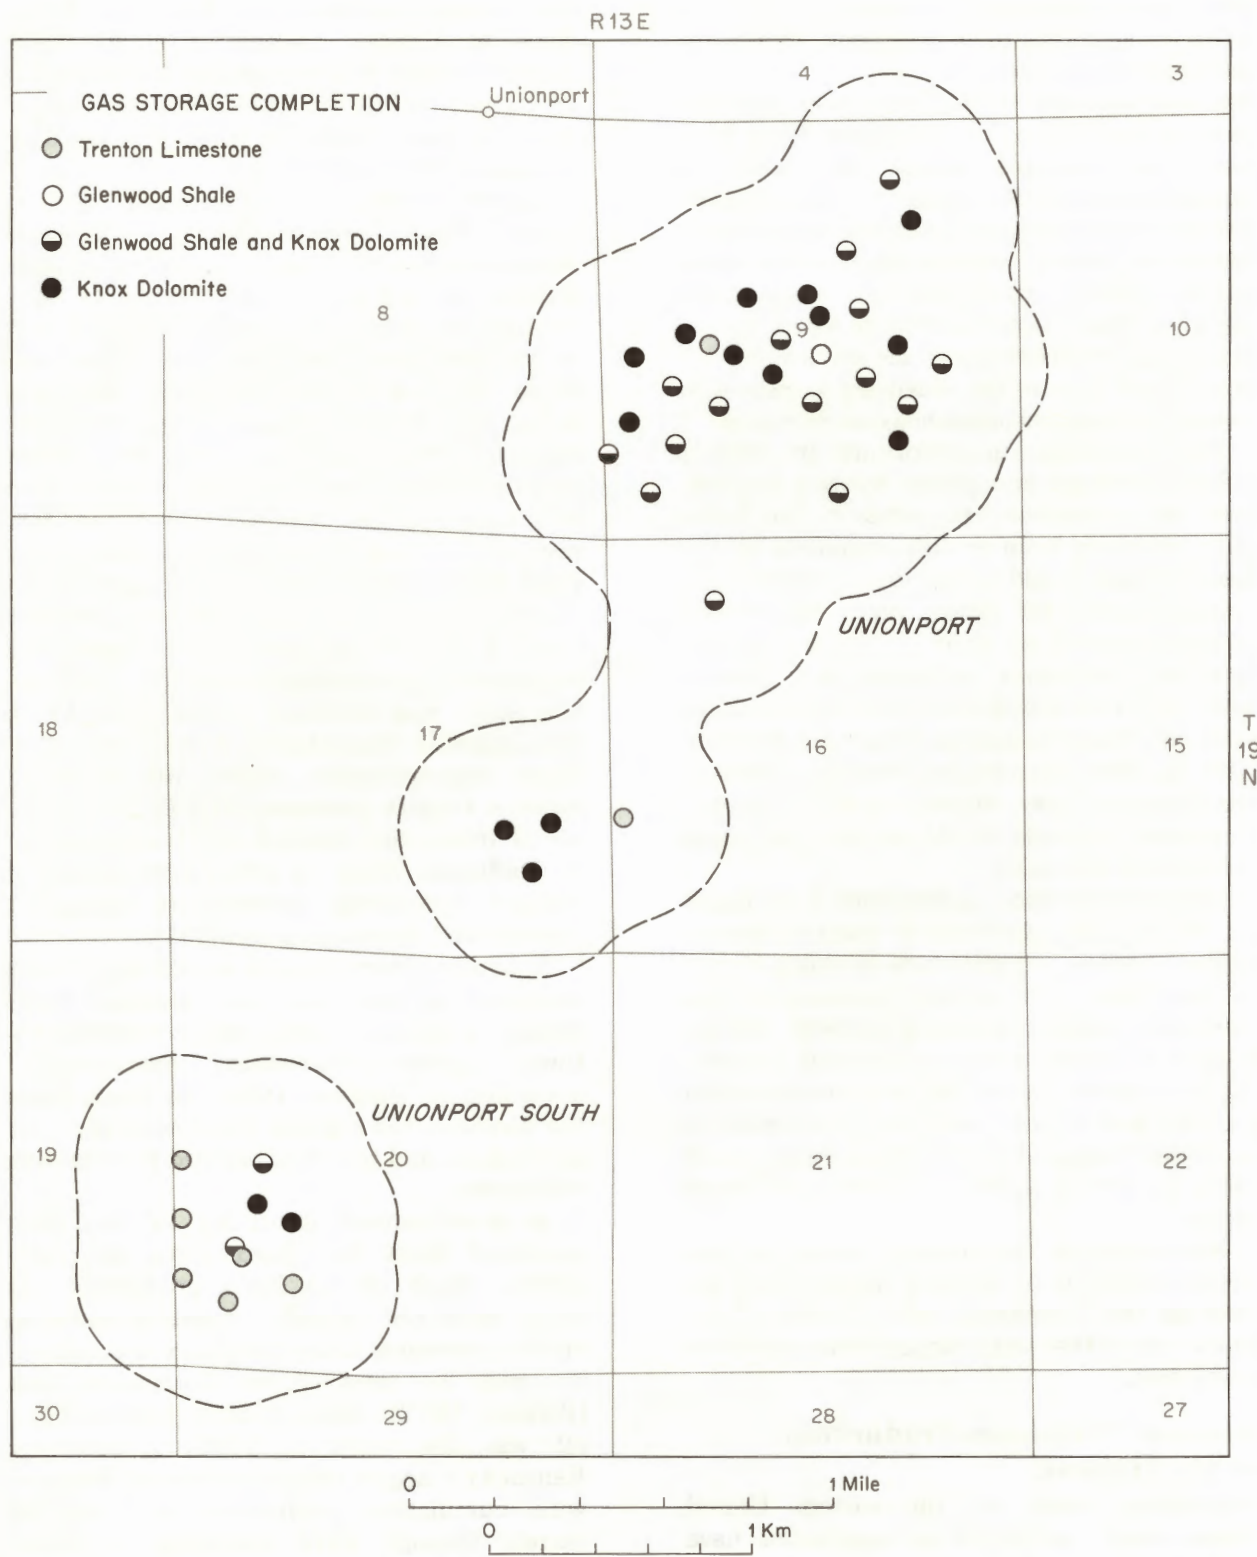 R13E
4
3
GAS STORAGE COMPLETION
Unionport
Trenton Limestone
Glenwood Shale
Glenwood Shale and Knox Dolomite
Knox Dolomite
8
9
10
UNIONPORT
18
17
16
15
T
19
N
UNIONPORT SOUTH
19
20
21
22
30
29
28
27
0
1 Mile
0
1 Km